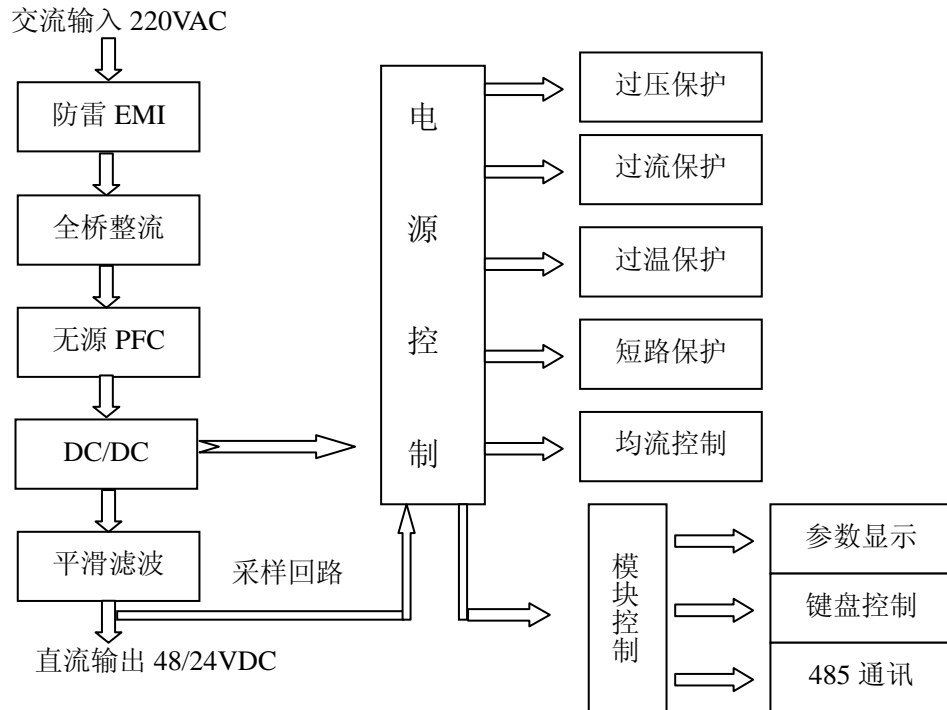 交流输入 220VAC
防雷 EMI
全桥整流
无源 PFC
DC/DC
平滑滤波
直流输出 48/24VDC
采样回路
电源控制
过压保护
过流保护
过温保护
短路保护
均流控制
模块控制
参数显示
键盘控制
485 通讯